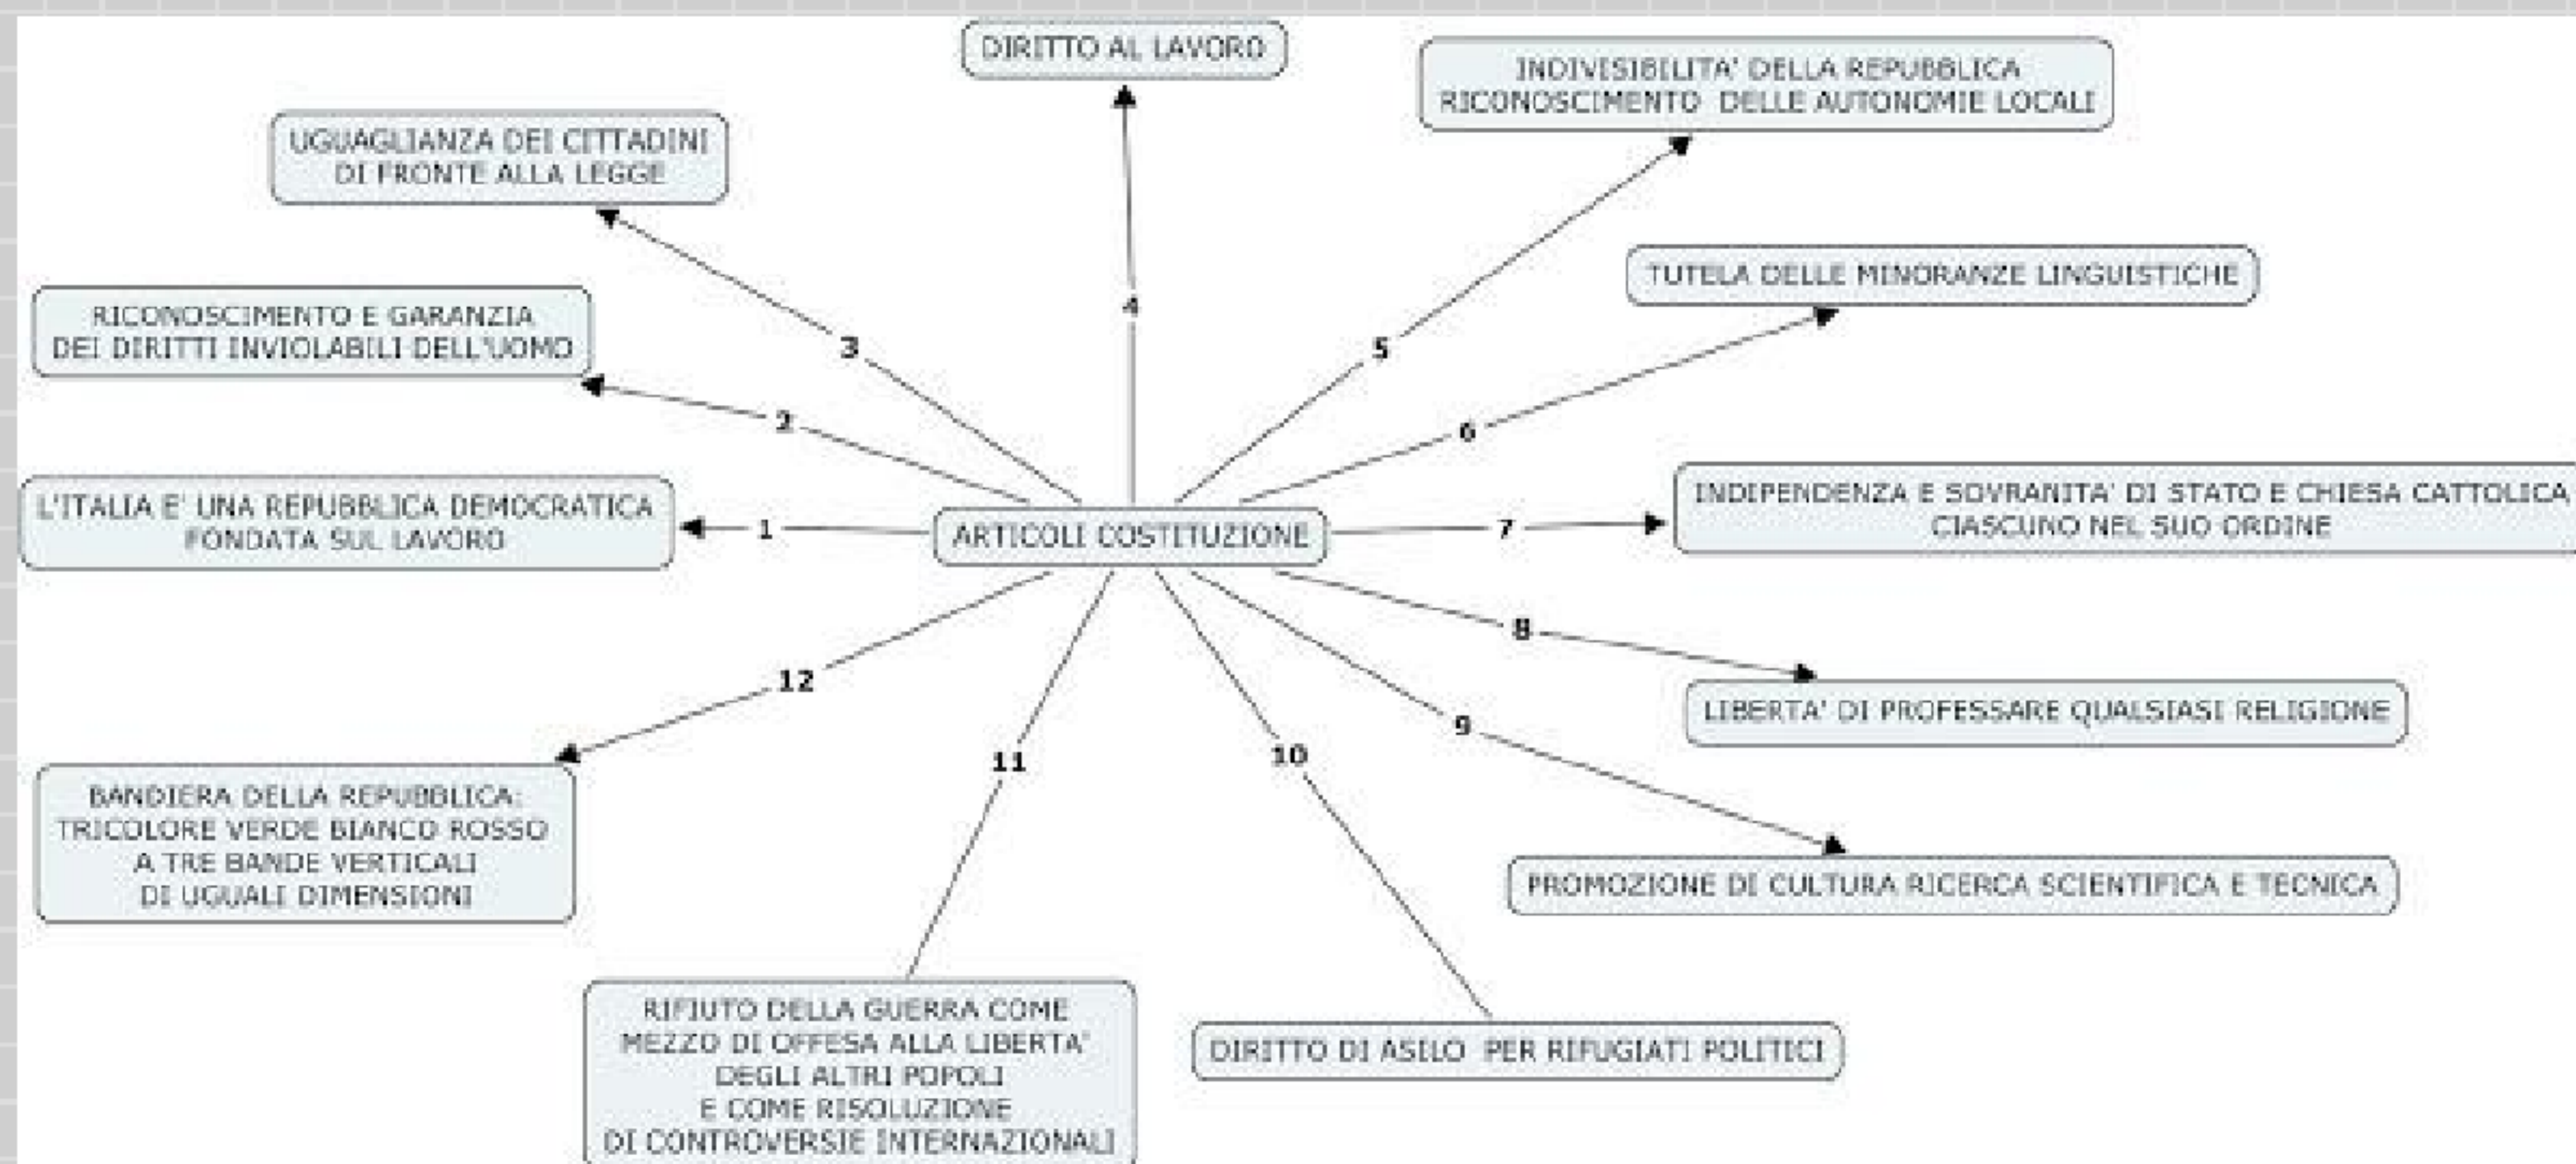 DIRITTO AL LAVORO
INDIVISIBILITA' DELLA REPUBBLICA
RICONOSCIMENTO DELLE AUTONOMIE LOCALI
UGUAGLIANZA DEI CITTADINI
DI FRONTE ALLA LEGGE
TUTELA DELLE MINORANZE LINGUISTICHE
RICONOSCIMENTO E GARANZIA
DEI DIRITTI INVIOLABILI DELL'UOMO
4
3
5
2
6
L'ITALIA E' UNA REPUBBLICA DEMOCRATICA
FONDATA SUL LAVORO
1
ARTICOLI COSTITUZIONE
7
INDIPENDENZA E SOVRANITA' DI STATO E CHIESA CATTOLICA
CIASCUNO NEL SUO ORDINE
8
12
LIBERTA' DI PROFESSARE QUALSIASI RELIGIONE
9
11
10
BANDIERA DELLA REPUBBLICA:
TRICOLORE VERDE BIANCO ROSSO
A TRE BANDE VERTICALI
DI UGUALI DIMENSIONI
PROMOZIONE DI CULTURA RICERCA SCIENTIFICA E TECNICA
RIFIUTO DELLA GUERRA COME
MEZZO DI OFFESA ALLA LIBERTA'
DEGLI ALTRI POPOLI
E COME RISOLUZIONE
DI CONTROVERSIE INTERNAZIONALI
DIRITTO DI ASILO PER RIFUGIATI POLITICI